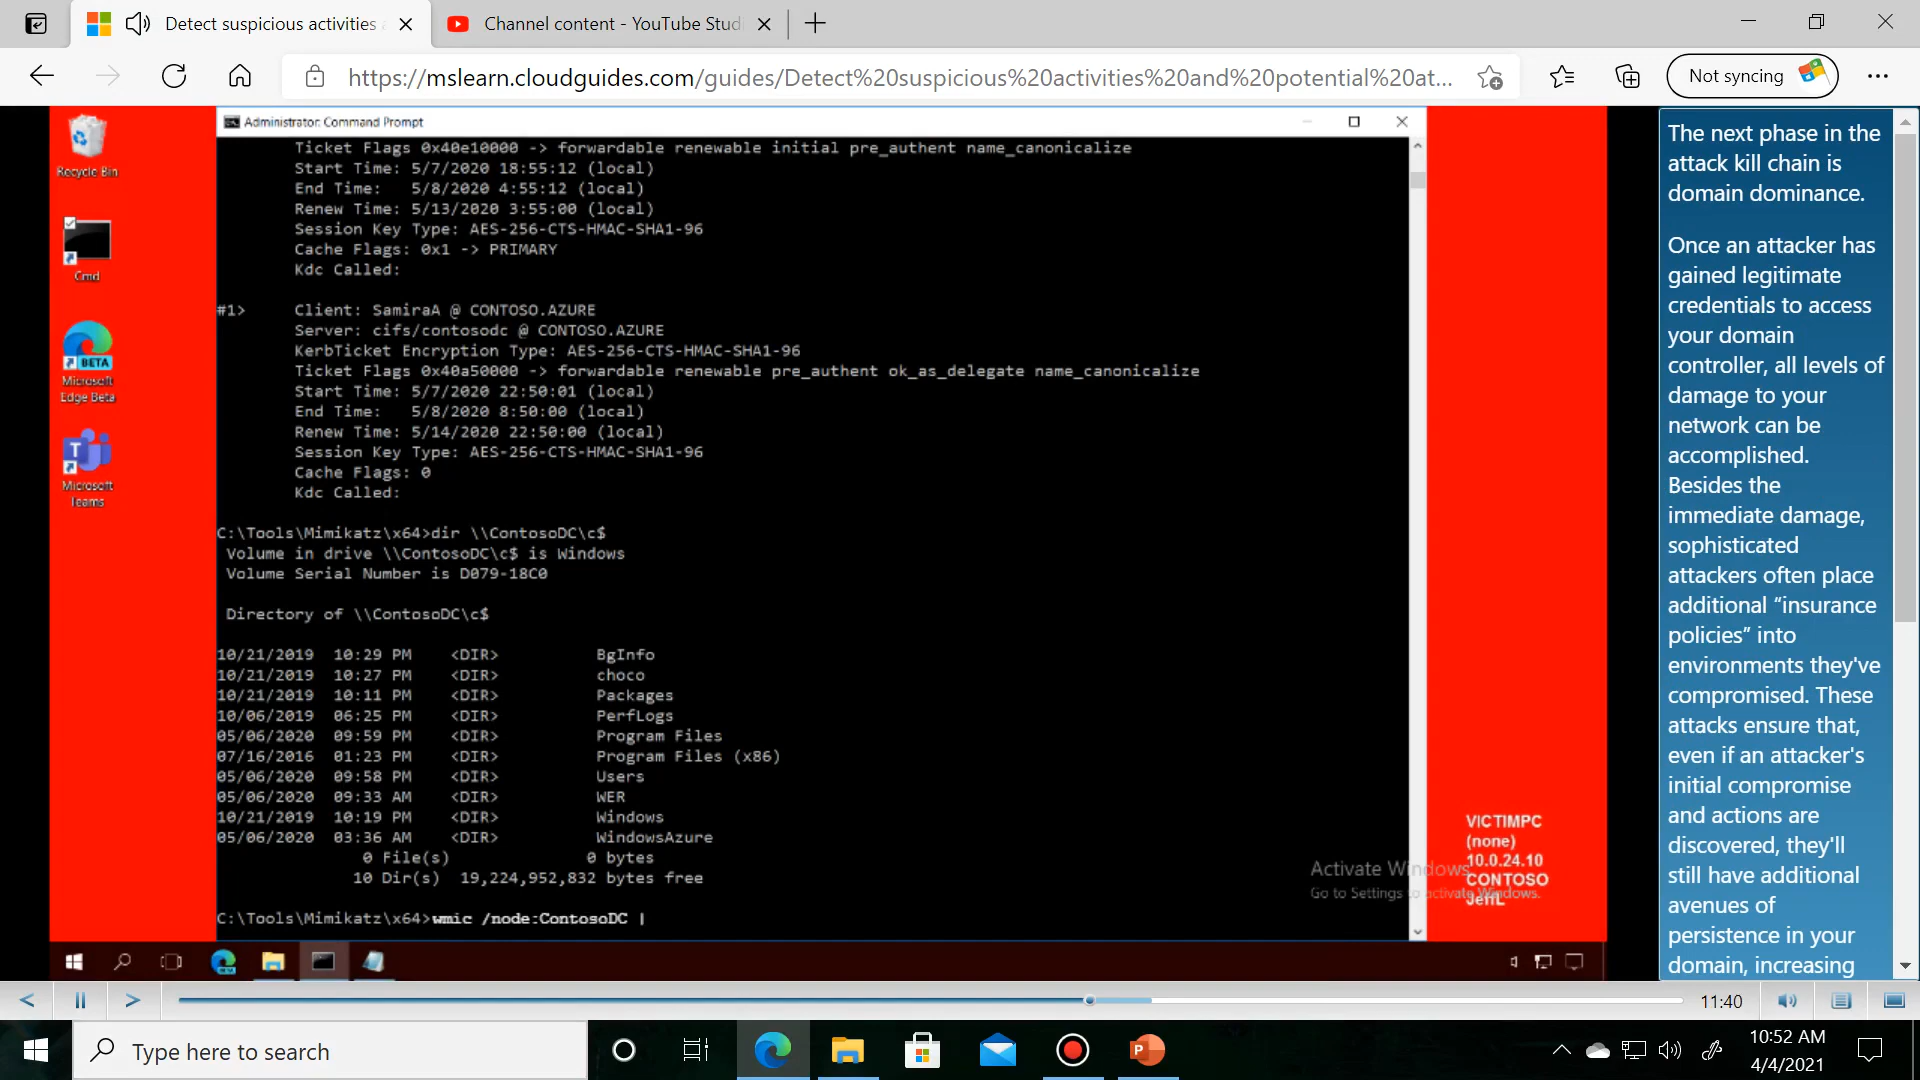 Detect suspicious activities a
Channel content - YouTube Stud
https://mslearn.cloudguides.com/guides/Detect%20suspicious%20activities%20and%20potential%20at...
Not syncing
Recycle Bin
Cmd
BETA
Microsoft
Edge Beta
Microsoft
Teams
Administrator: Command Prompt
Ticket Flags 0x40e10000 -> forwardable renewable initial pre_authent name_canonicalize
Start Time: 5/7/2020 18:55:12 (local)
End Time: 5/8/2020 4:55:12 (local)
Renew Time: 5/13/2020 3:55:00 (local)
Session Key Type: AES-256-CTS-HMAC-SHA1-96
Cache Flags: 0x1 -> PRIMARY
Kdc Called:
#1> Client: SamiraA @ CONTOSO.AZURE
Server: cifs/contosodc @ CONTOSO.AZURE
KerbTicket Encryption Type: AES-256-CTS-HMAC-SHA1-96
Ticket Flags 0x40a50000 -> forwardable renewable pre_authent ok_as_delegate name_canonicalize
Start Time: 5/7/2020 22:50:01 (local)
End Time: 5/8/2020 8:50:00 (local)
Renew Time: 5/14/2020 22:50:00 (local)
Session Key Type: AES-256-CTS-HMAC-SHA1-96
Cache Flags: 0
Kdc Called:
C:\Tools\Mimikatz\x64>dir \\ContosoDC\c$
Volume in drive \\ContosoDC\c$ is Windows
Volume Serial Number is D079-18C0
Directory of \\ContosoDC\c$
10/21/2019 10:29 PM <DIR> BgInfo
10/21/2019 10:27 PM <DIR> choco
10/21/2019 10:11 PM <DIR> Packages
10/06/2019 06:25 PM <DIR> PerfLogs
05/06/2020 09:59 PM <DIR> Program Files
07/16/2016 01:23 PM <DIR> Program Files (x86)
05/06/2020 09:58 PM <DIR> Users
05/06/2020 09:33 AM <DIR> WER
10/21/2019 10:19 PM <DIR> Windows
05/06/2020 03:36 AM <DIR> WindowsAzure
0 File(s) 0 bytes
10 Dir(s) 19,224,952,832 bytes free
C:\Tools\Mimikatz\x64>wmic /node:ContosoDC |
VICTIMPC
(none)
10.0.24.10
CONTOSO
JeffL
Activate Windows
Go to Settings to activate Windows.
The next phase in the
attack kill chain is
domain dominance.
Once an attacker has
gained legitimate
credentials to access
your domain
controller, all levels of
damage to your
network can be
accomplished.
Besides the
immediate damage,
sophisticated
attackers often place
additional “insurance
policies” into
environments they've
compromised. These
attacks ensure that,
even if an attacker's
initial compromise
and actions are
discovered, they'll
still have additional
avenues of
persistence in your
domain, increasing
11:40
Type here to search
10:52 AM
4/4/2021